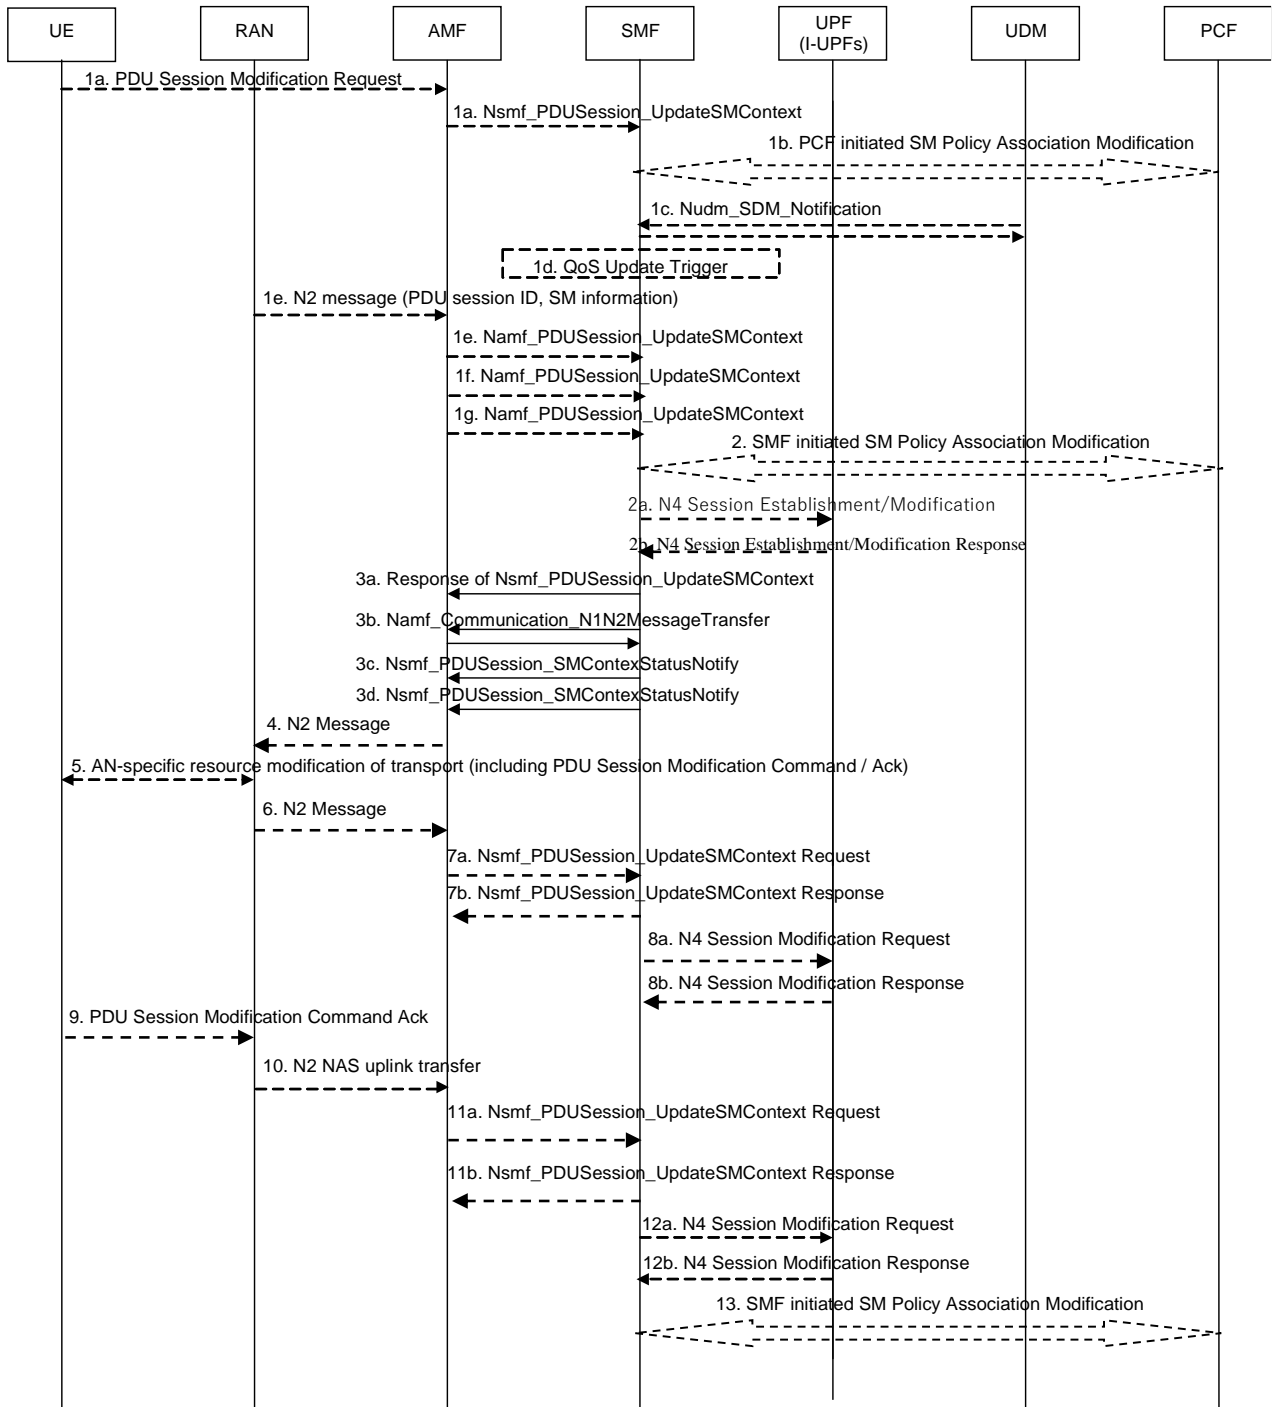 UE
RAN
AMF
SMF
UPF
(I-UPFs)
UDM
PCF
1a. PDU Session Modification Request
1a. Nsmf_PDUSession_UpdateSMContext
1b. PCF initiated SM Policy Association Modification
1c. Nudm_SDM_Notification
1d. QoS Update Trigger
1e. N2 message (PDU session ID, SM information)
1e. Namf_PDUSession_UpdateSMContext
1f. Namf_PDUSession_UpdateSMContext
1g. Namf_PDUSession_UpdateSMContext
2. SMF initiated SM Policy Association Modification
2a. N4 Session Establishment/Modification
2b. N4 Session Establishment/Modification Response
3a. Response of Nsmf_PDUSession_UpdateSMContext
3b. Namf_Communication_N1N2MessageTransfer
3c. Nsmf_PDUSession_SMContexStatusNotify
3d. Nsmf_PDUSession_SMContexStatusNotify
4. N2 Message
5. AN-specific resource modification of transport (including PDU Session Modification Command / Ack)
6. N2 Message
7a. Nsmf_PDUSession_UpdateSMContext Request
7b. Nsmf_PDUSession_UpdateSMContext Response
8a. N4 Session Modification Request
8b. N4 Session Modification Response
9. PDU Session Modification Command Ack
10. N2 NAS uplink transfer
11a. Nsmf_PDUSession_UpdateSMContext Request
11b. Nsmf_PDUSession_UpdateSMContext Response
12a. N4 Session Modification Request
12b. N4 Session Modification Response
13. SMF initiated SM Policy Association Modification